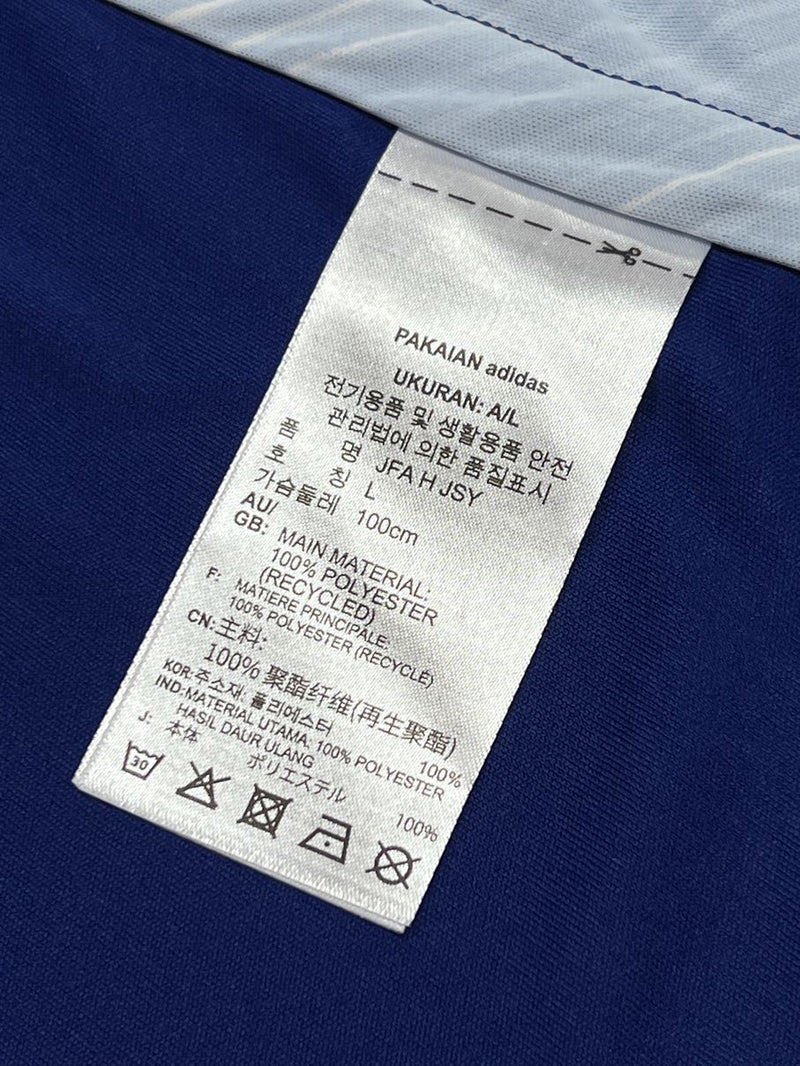 PAKAIAN adidas
UKURAN: A/L
전기용품 및 생활용품 안전
관리법에 의한 품질표시
품 명 JFA H JSY
호 칭 L
가슴둘레 100cm
AU/
GB: MAIN MATERIAL:
100% POLYESTER
(RECYCLED)
F: MATIERE PRINCIPALE:
100% POLYESTER (RECYCLÉ)
CN: 主料:
100% 聚酯纤维(再生聚酯)
KOR: 주소재, 폴리에스터 100%
IND: MATERIAL UTAMA, 100% POLYESTER
HASIL DAUR ULANG
J: 本体 ポリエステル 100%
30